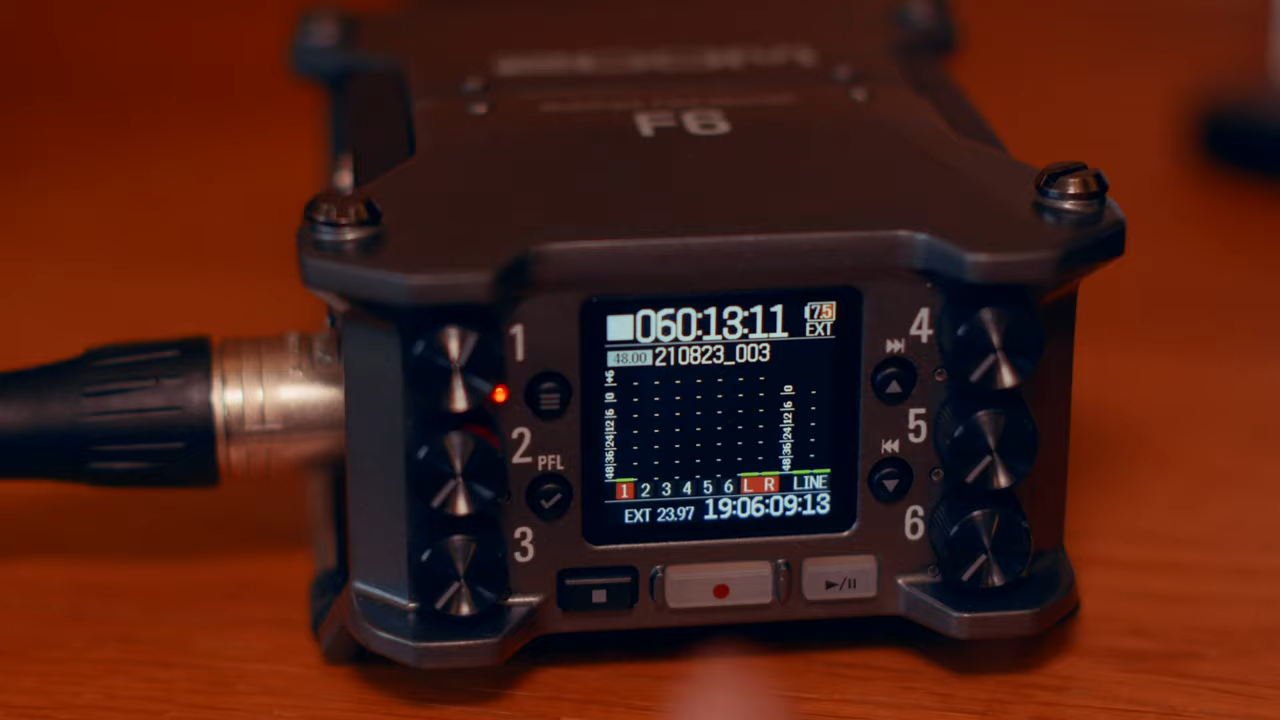 ZOOM
F6
1
2
PFL
3
4
5
6
060:13:11
7.5
EXT
48.00 210823_003
+6
0
48|36|24|12|6|0
48|36|24|12|6|0
1 2 3 4 5 6 L R LINE
EXT 23.97 19:06:09:13